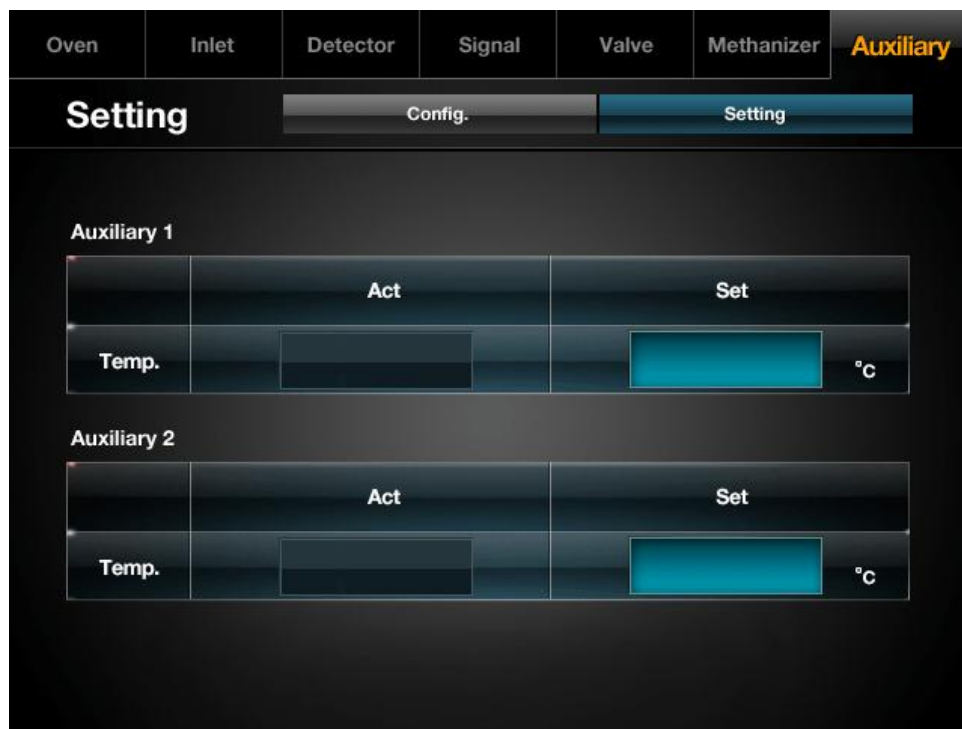 Oven Inlet Detector Signal Valve Methanizer Auxiliary
Setting Config. Setting
Auxiliary 1
Act Set
Temp. °C
Auxiliary 2
Act Set
Temp. °C